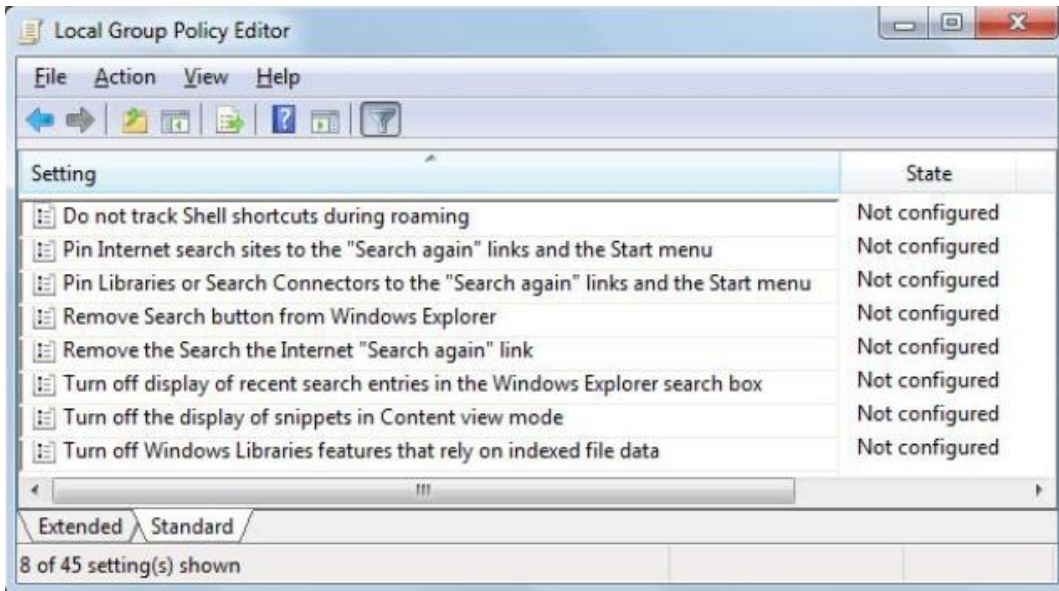 Local Group Policy Editor
File Action View Help
Setting State
Do not track Shell shortcuts during roaming Not configured
Pin Internet search sites to the "Search again" links and the Start menu Not configured
Pin Libraries or Search Connectors to the "Search again" links and the Start menu Not configured
Remove Search button from Windows Explorer Not configured
Remove the Search the Internet "Search again" link Not configured
Turn off display of recent search entries in the Windows Explorer search box Not configured
Turn off the display of snippets in Content view mode Not configured
Turn off Windows Libraries features that rely on indexed file data Not configured
Extended Standard
8 of 45 setting(s) shown